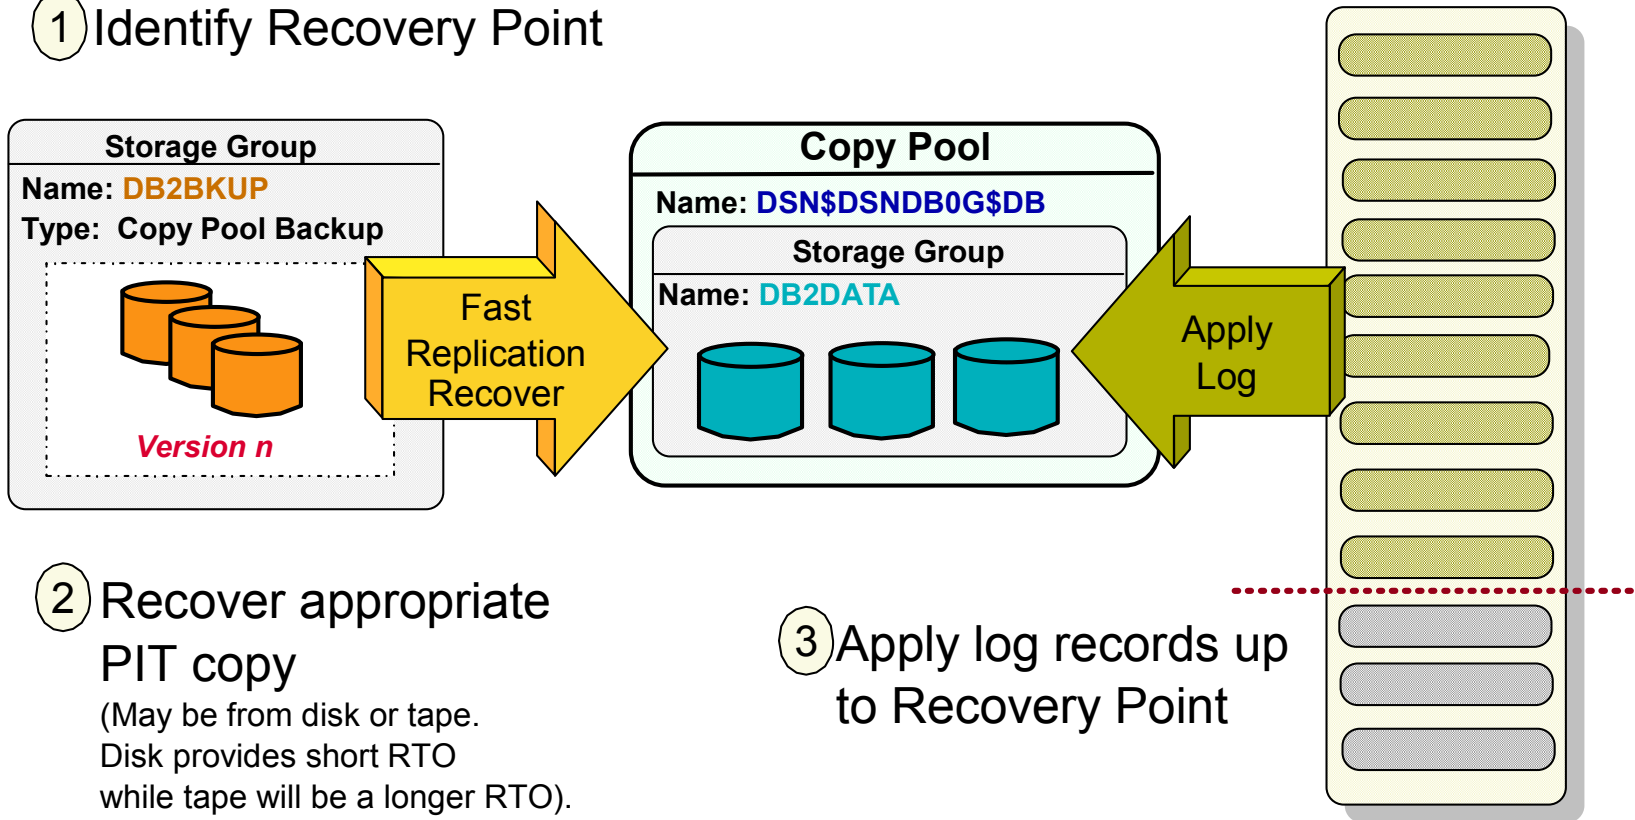 1 Identify Recovery Point
Storage Group
Name: DB2BKUP
Type: Copy Pool Backup
Version n
Fast
Replication
Recover
Copy Pool
Name: DSN$DSNDB0G$DB
Storage Group
Name: DB2DATA
Apply
Log
2 Recover appropriate
PIT copy
(May be from disk or tape.
Disk provides short RTO
while tape will be a longer RTO).
3 Apply log records up
to Recovery Point